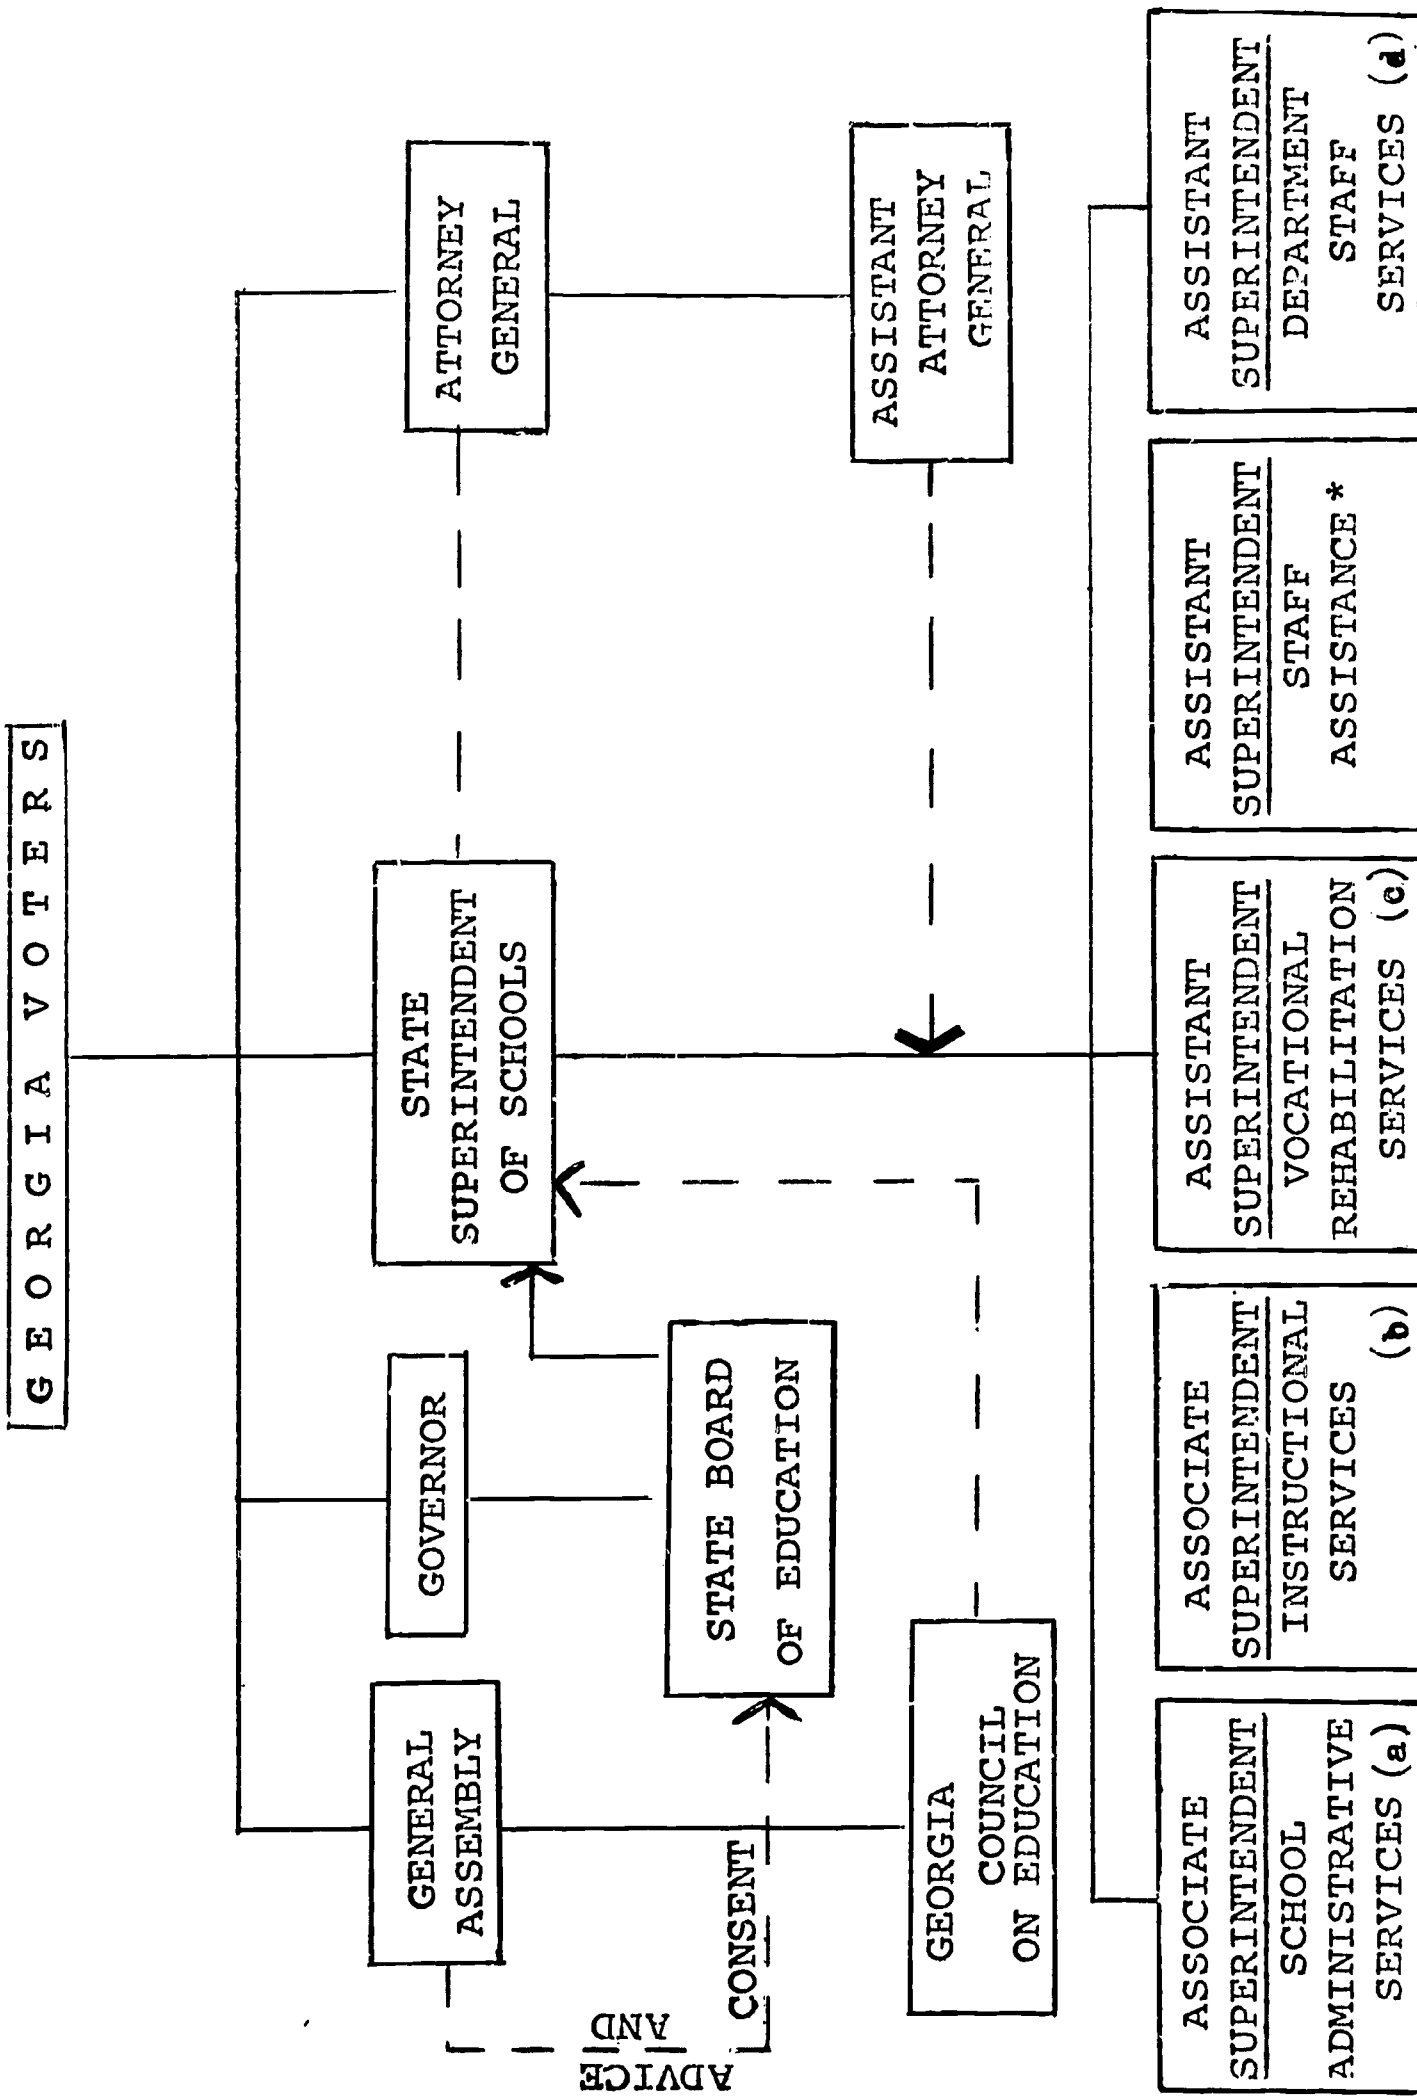 GEORGIA VOTERS
GENERAL
ASSEMBLY
GOVERNOR
STATE
SUPERINTENDENT
OF SCHOOLS
ATTORNEY
GENERAL
ADVICE
AND
CONSENT
STATE BOARD
OF EDUCATION
GEORGIA
COUNCIL
ON EDUCATION
ASSISTANT
ATTORNEY
GENERAL
ASSOCIATE
SUPERINTENDENT
SCHOOL
ADMINISTRATIVE
SERVICES (a)
ASSOCIATE
SUPERINTENDENT
INSTRUCTIONAL
SERVICES
(b)
ASSISTANT
SUPERINTENDENT
VOCATIONAL
REHABILITATION
SERVICES (c)
ASSISTANT
SUPERINTENDENT
STAFF
ASSISTANCE*
ASSISTANT
SUPERINTENDENT
DEPARTMENT
STAFF
SERVICES (d)